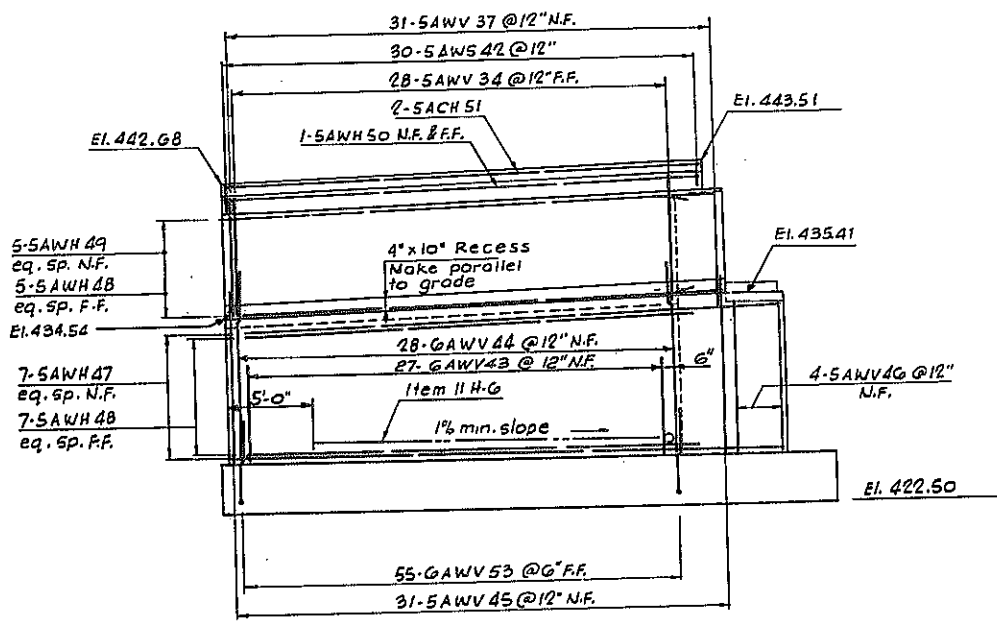 31-5AWV 37 @12" N.F.
30-5AWS 42 @12"
28-5AWV 34 @12" F.F.
2-5ACH 51
1-5AWH 50 N.F. & F.F.
El. 443.51
El. 442.68
5-5AWH 49
eq. sp. N.F.
5-5AWH 48
eq. sp. F.F.
4" x 10" Recess
Make parallel
to grade
El. 435.41
El. 434.54
28-6AWV 44 @ 12" N.F.
27-6AWV 43 @ 12" N.F.
6"
7-5AWH 47
eq. sp. N.F.
7-5AWH 48
eq. sp. F.F.
5'-0"
Item 11 H-6
4-5AWV 46 @ 12"
N.F.
1% min. slope
El. 422.50
55-6AWV 53 @ 6" F.F.
31-5AWV 45 @ 12" N.F.